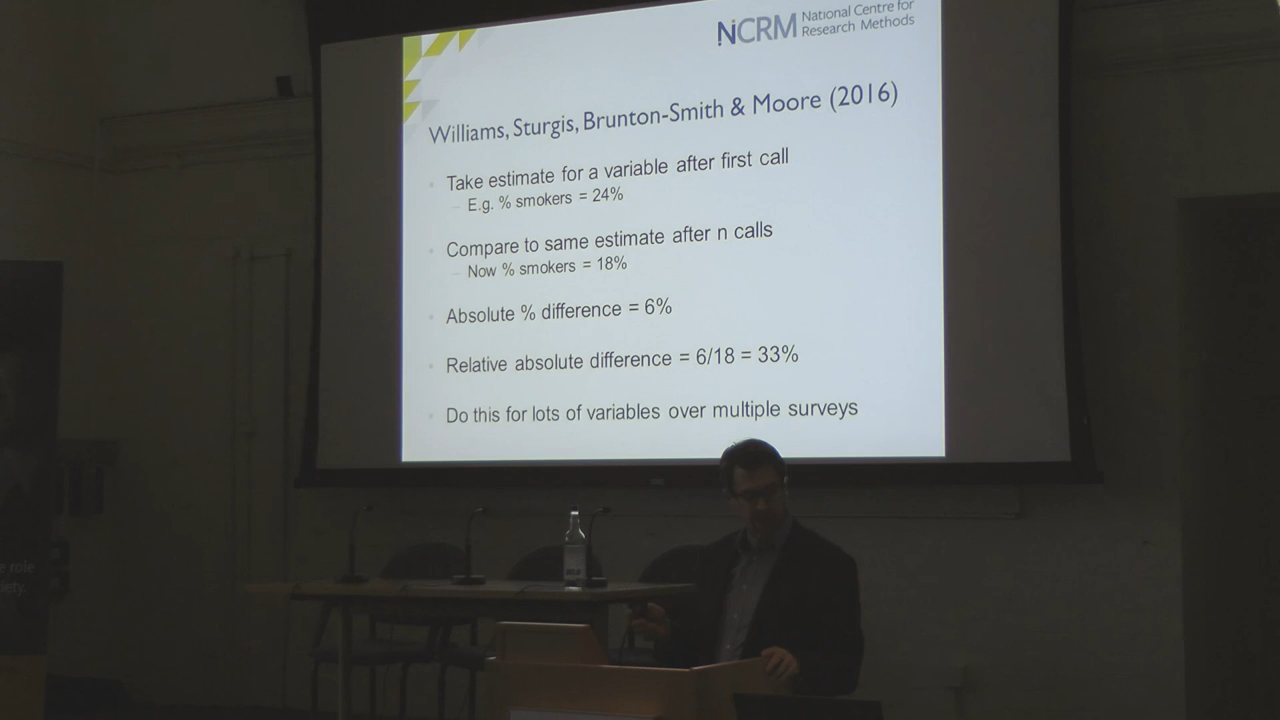 NCRM National Centre for
Research Methods
Williams, Sturgis, Brunton-Smith & Moore (2016)
Take estimate for a variable after first call
– E.g. % smokers = 24%
Compare to same estimate after n calls
– Now % smokers = 18%
Absolute % difference = 6%
Relative absolute difference = 6/18 = 33%
Do this for lots of variables over multiple surveys
role